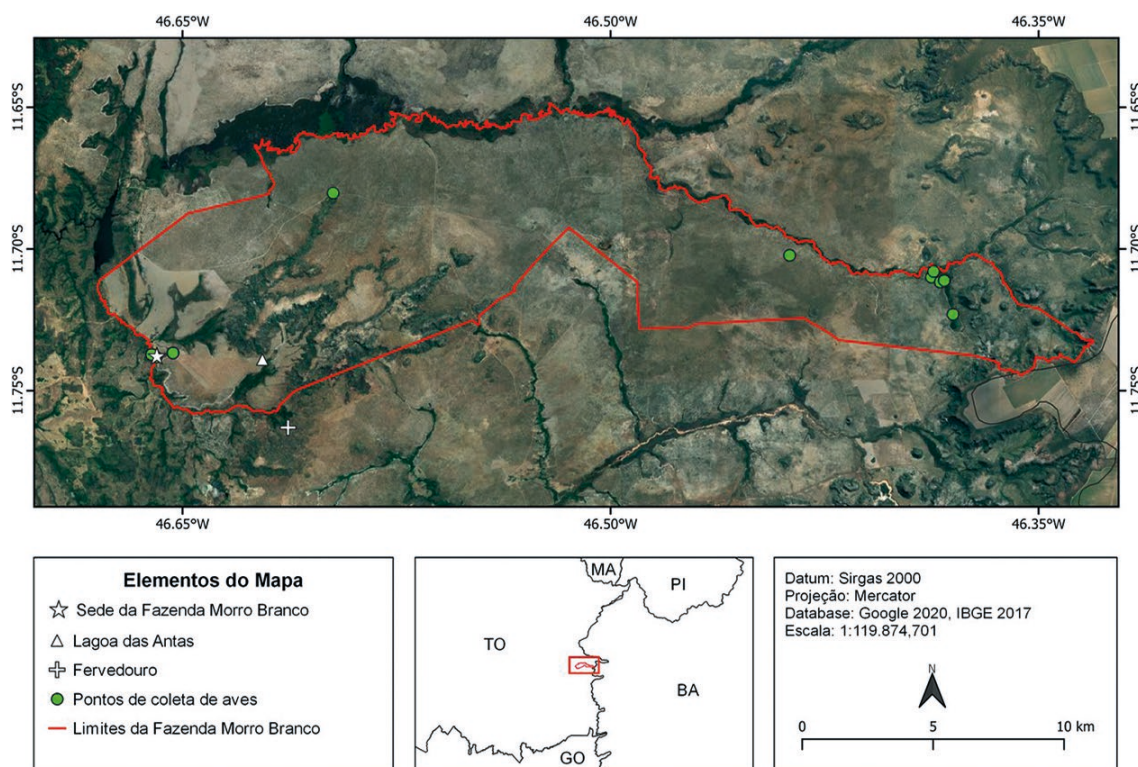 46.65°W 46.50°W 46.35°W
11.65°S 11.65°S
11.70°S 11.70°S
11.75°S 11.75°S
46.65°W 46.50°W 46.35°W
Elementos do Mapa
Sede da Fazenda Morro Branco
Lagoa das Antas
Fervedouro
Pontos de coleta de aves
Limites da Fazenda Morro Branco
MA
PI
TO
BA
GO
Datum: Sirgas 2000
Projeção: Mercator
Database: Google 2020, IBGE 2017
Escala: 1:119.874,701
N
0 5 10 km